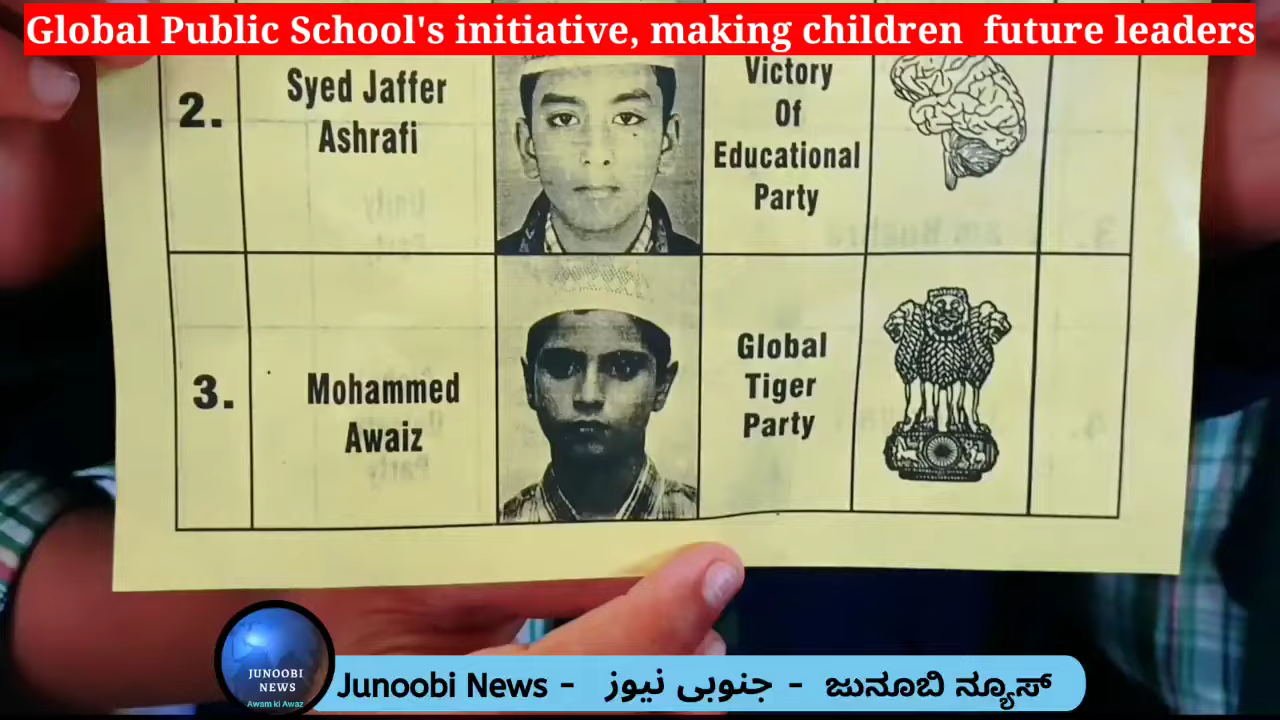 Global Public School's initiative, making children future leaders
2.
Syed Jaffer
Ashrafi
Victory
Of
Educational
Party
3.
Mohammed
Awaiz
Global
Tiger
Party
JUNOOBI
NEWS
Awam ki Awaz
Junoobi News - جنوبی نیوز - ಜುನೂಬಿ ನ್ಯೂಸ್